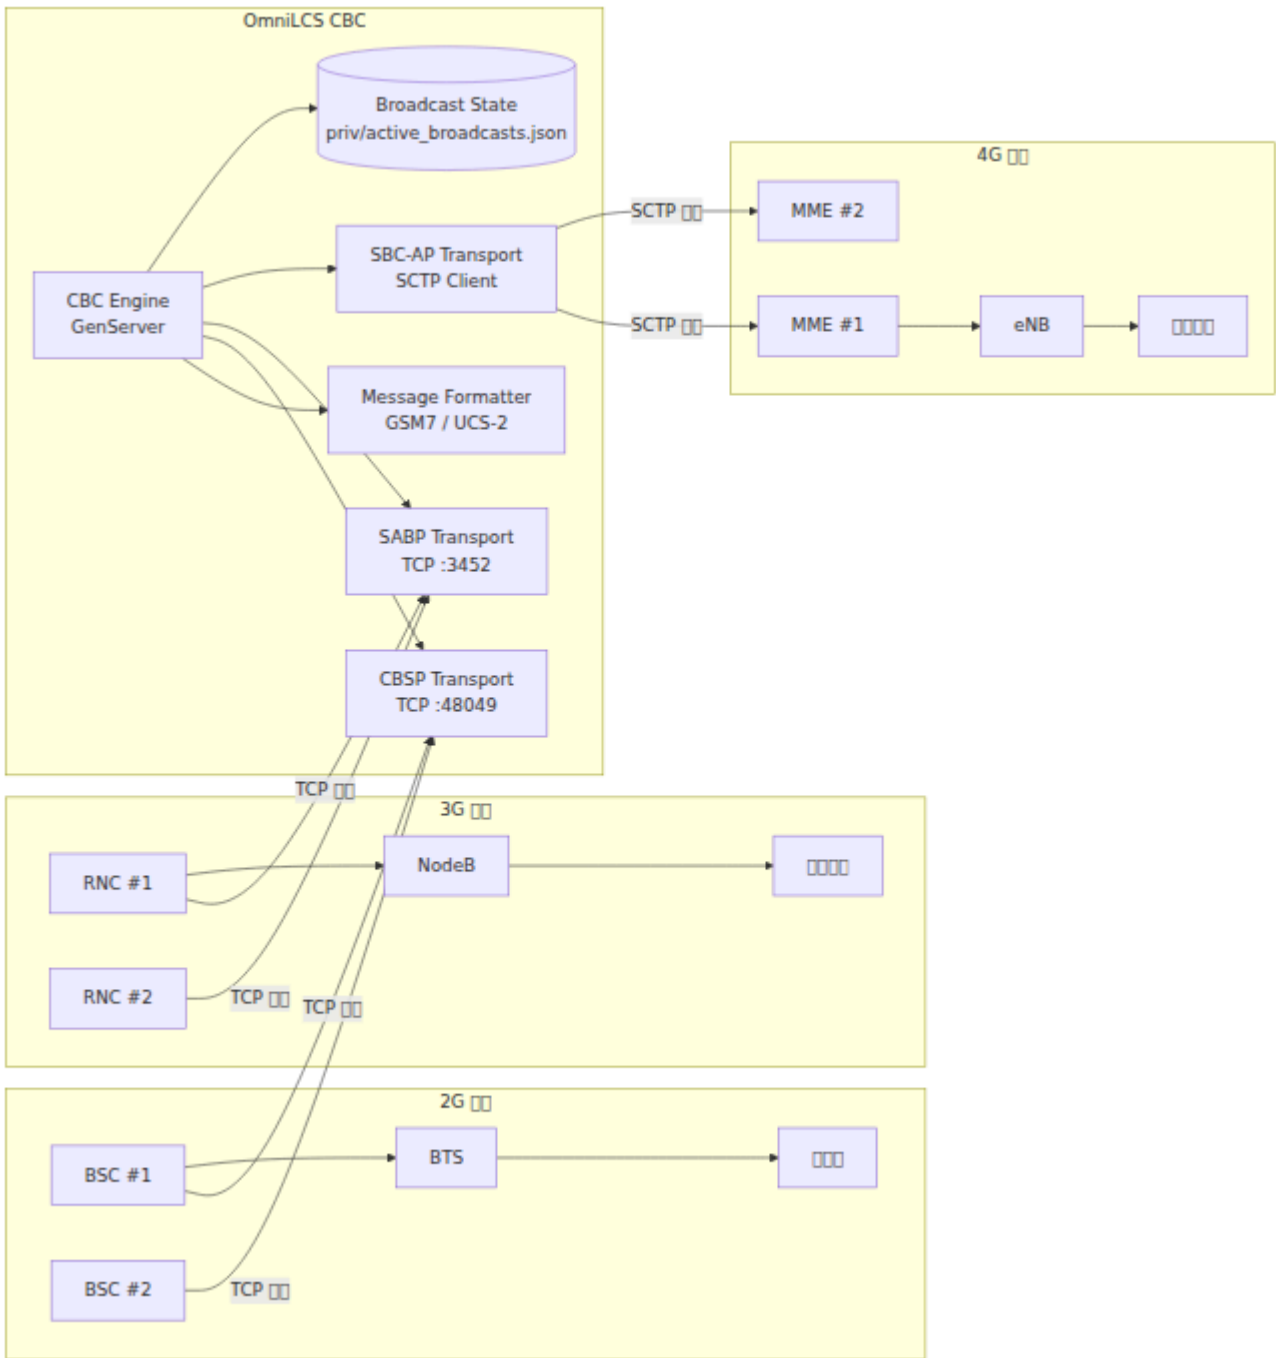 OmniLCS CBC
Broadcast State
priv/active_broadcasts.json
SBC-AP Transport
SCTP Client
CBC Engine
GenServer
Message Formatter
GSM7 / UCS-2
SABP Transport
TCP :3452
CBSP Transport
TCP :48049
4G
SCTP
MME #2
SCTP
MME #1
eNB
TCP
3G
RNC #1
NodeB
RNC #2
TCP
TCP
2G
BSC #1
BTS
BSC #2
TCP